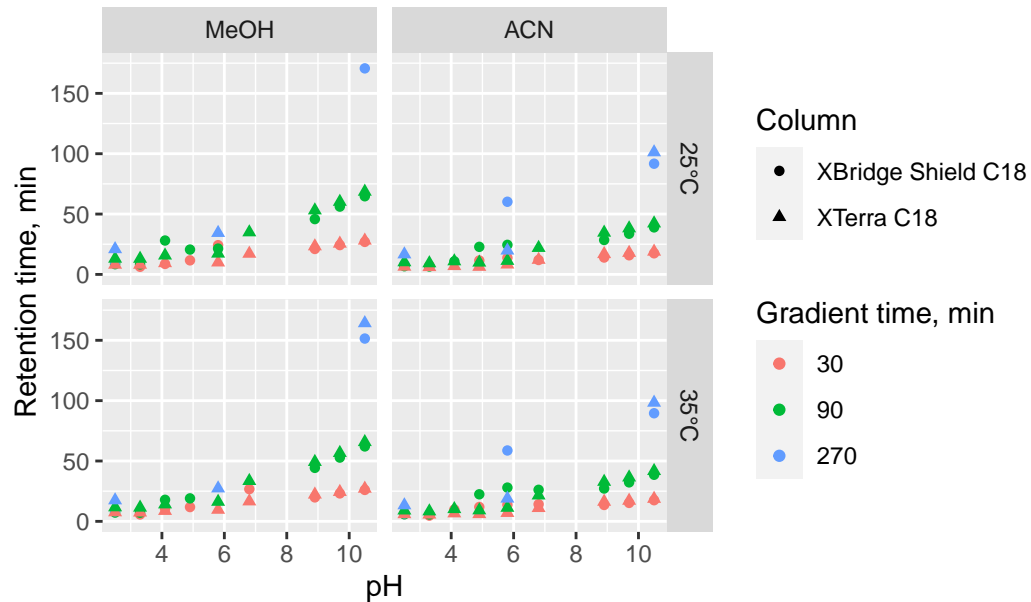 MeOH
ACN
Retention time, min
150
100
50
0
25°C
150
100
50
0
35°C
4
6
8
10
4
6
8
10
pH
Column
XBridge Shield C18
XTerra C18
Gradient time, min
30
90
270